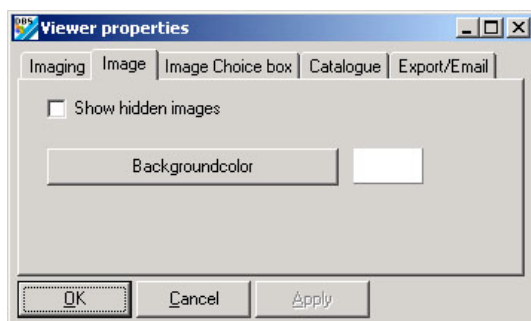 DBS Viewer properties
Imaging Image Image Choice box Catalogue Export/Email
Show hidden images
Backgroundcolor
OK Cancel Apply